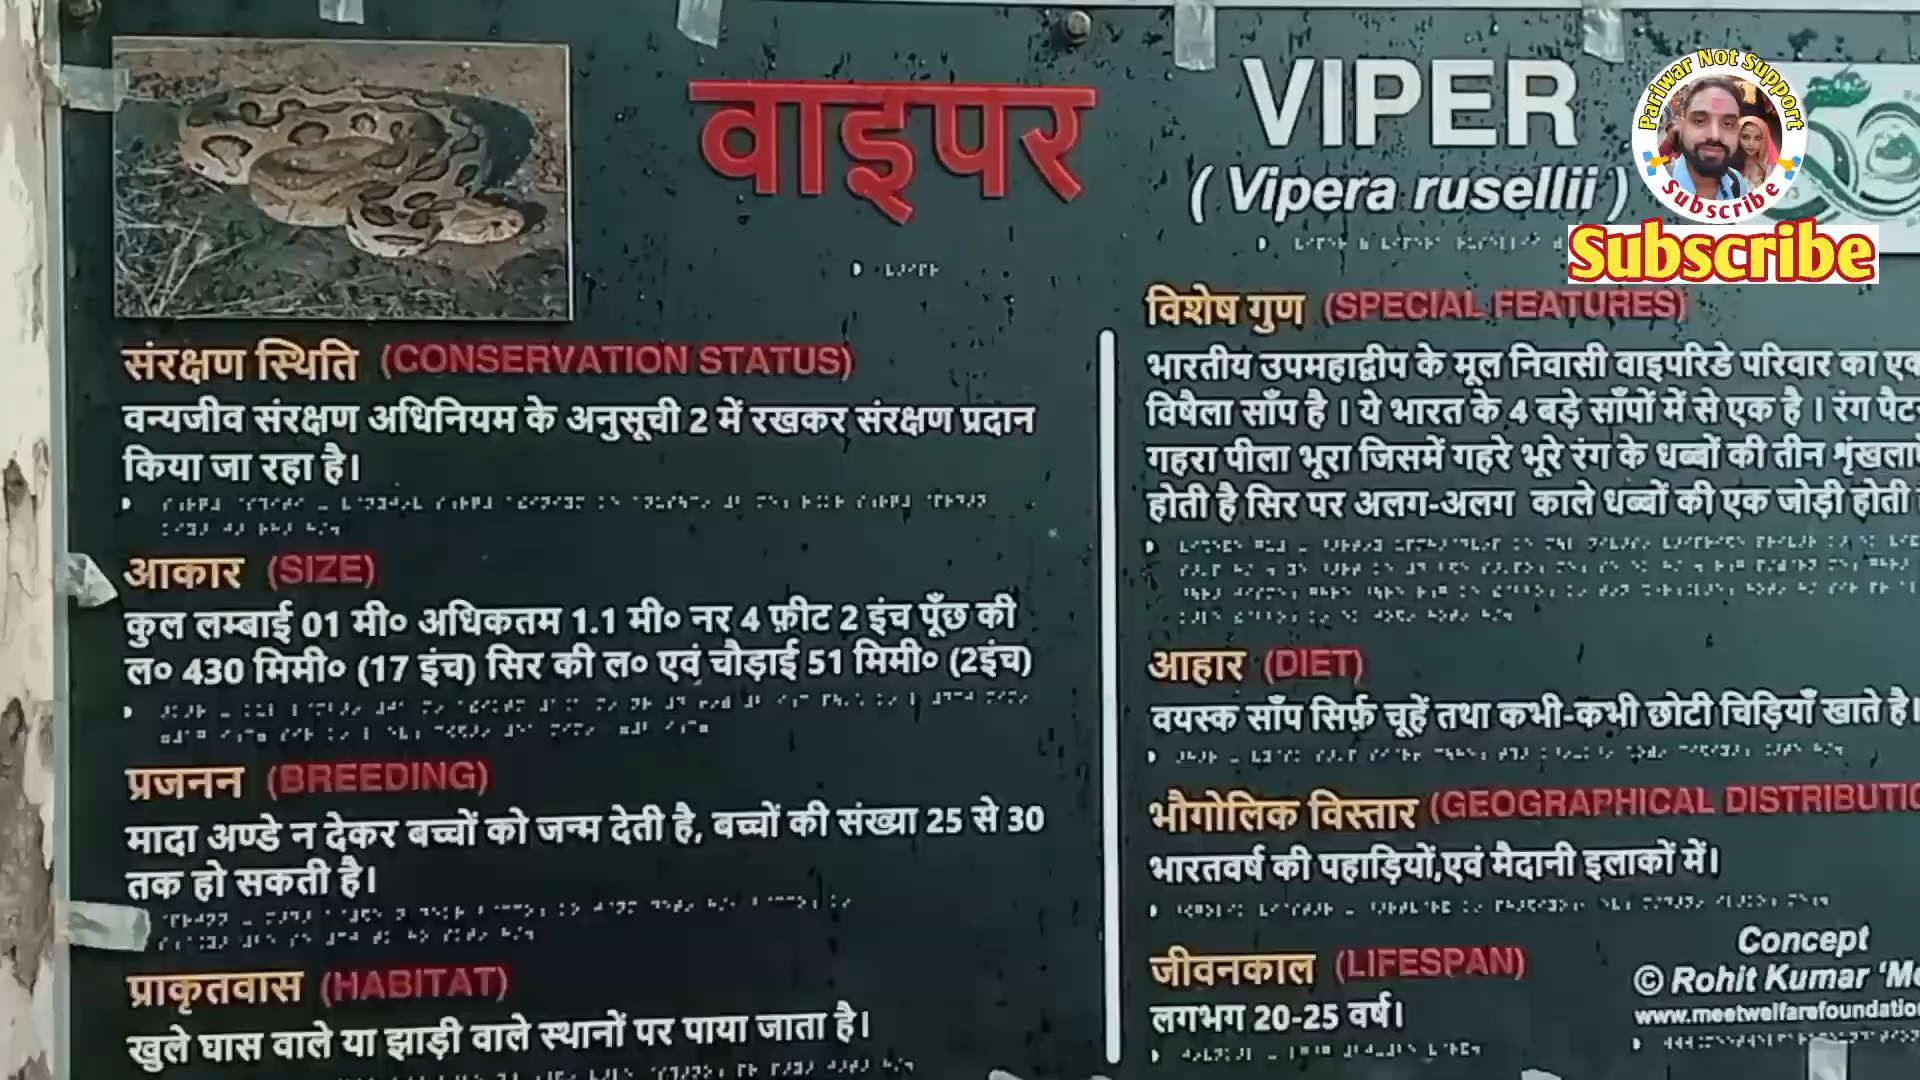 वाइपर
VIPER
( Vipera rusellii )
Pariwar Not Support
Subscribe
Subscribe
संरक्षण स्थिति (CONSERVATION STATUS)
वन्यजीव संरक्षण अधिनियम के अनुसूची 2 में रखकर संरक्षण प्रदान
किया जा रहा है।
आकार (SIZE)
कुल लम्बाई 01 मी० अधिकतम 1.1 मी० नर 4 फ़ीट 2 इंच पूँछ की
ल० 430 मिमी० (17 इंच) सिर की ल० एवं चौड़ाई 51 मिमी० (2इंच)
प्रजनन (BREEDING)
मादा अण्डे न देकर बच्चों को जन्म देती है, बच्चों की संख्या 25 से 30
तक हो सकती है।
प्राकृतवास (HABITAT)
खुले घास वाले या झाड़ी वाले स्थानों पर पाया जाता है।
विशेष गुण (SPECIAL FEATURES)
भारतीय उपमहाद्वीप के मूल निवासी वाइपरिडे परिवार का एक
विषैला साँप है । ये भारत के 4 बड़े साँपों में से एक है । रंग
गहरा पीला भूरा जिसमें गहरे भूरे रंग के धब्बों की तीन
होती है सिर पर अलग-अलग काले धब्बों की एक जोड़ी होती
आहार (DIET)
वयस्क साँप सिर्फ़ चूहें तथा कभी-कभी छोटी चिड़ियाँ खाते है।
भौगोलिक विस्तार (GEOGRAPHICAL DISTRIBUTIO
भारतवर्ष की पहाड़ियों,एवं मैदानी इलाकों में।
जीवनकाल (LIFESPAN)
लगभग 20-25 वर्ष।
Concept
© Rohit Kumar ‘Me
www.meetwelfarefoundatio